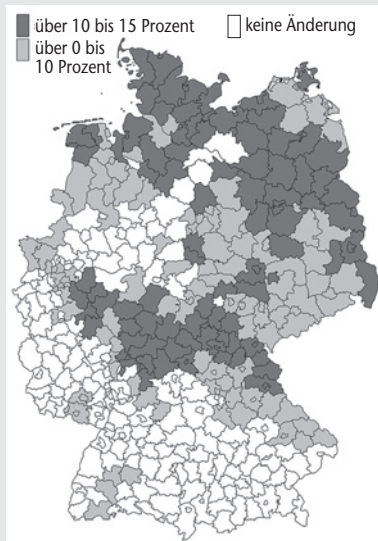 über 10 bis 15 Prozent
keine Änderung
über 0 bis
10 Prozent